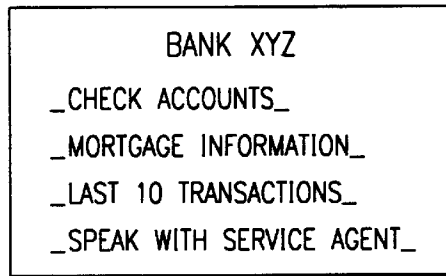 BANK XYZ
_CHECK ACCOUNTS_
_MORTGAGE INFORMATION_
_LAST 10 TRANSACTIONS_
_SPEAK WITH SERVICE AGENT_